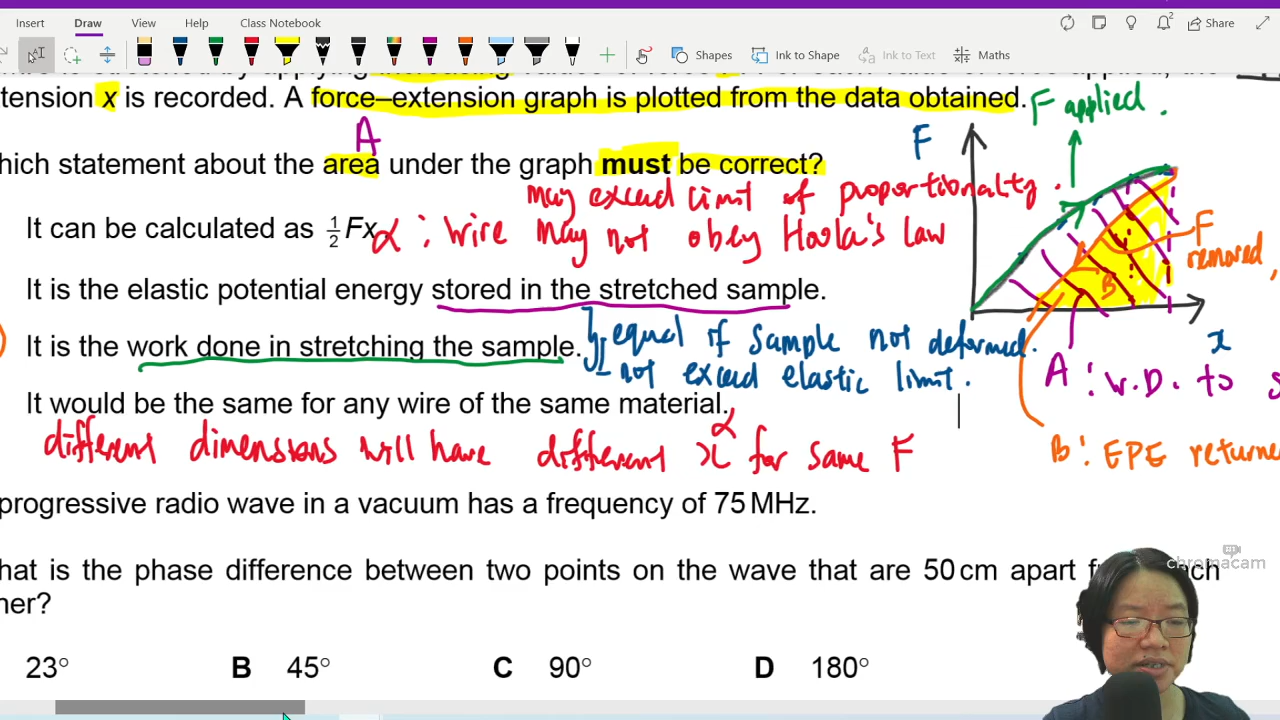 Insert Draw View Help Class Notebook
2 Share
Shapes Ink to Shape Ink to Text Maths
tension x is recorded. A force–extension graph is plotted from the data obtained.
F applied.
A
F
hich statement about the area under the graph must be correct?
may exceed limit of proportionality.
It can be calculated as ½Fx
: wire may not obey Hooke's law
F
removed,
B
It is the elastic potential energy stored in the stretched sample.
It is the work done in stretching the sample.
equal if sample not deformed.
x
not exceed elastic limit.
A : W.D. to s
It would be the same for any wire of the same material.
different dimensions will have different x for same F
B : EPE returne
progressive radio wave in a vacuum has a frequency of 75 MHz.
hat is the phase difference between two points on the wave that are 50 cm apart
her?
chromacam
23° B 45° C 90° D 180°